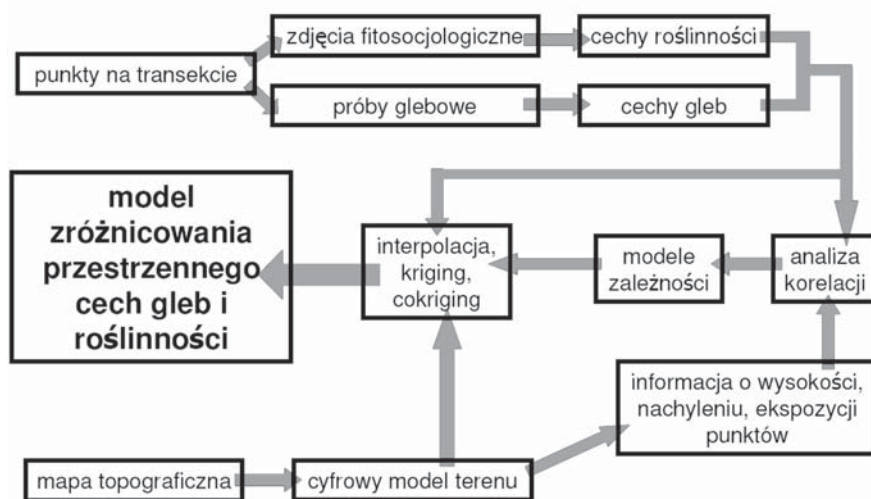 zdjęcia fitosocjologiczne
cechy roślinności
punkty na transekcie
próby glebowe
cechy gleb
model
zróżnicowania
przestrzennego
cech gleb i
roślinności
interpolacja,
kriging,
cokriging
modele
zależności
analiza
korelacji
informacja o wysokości,
nachyleniu, ekspozycji
punktów
mapa topograficzna
cyfrowy model terenu